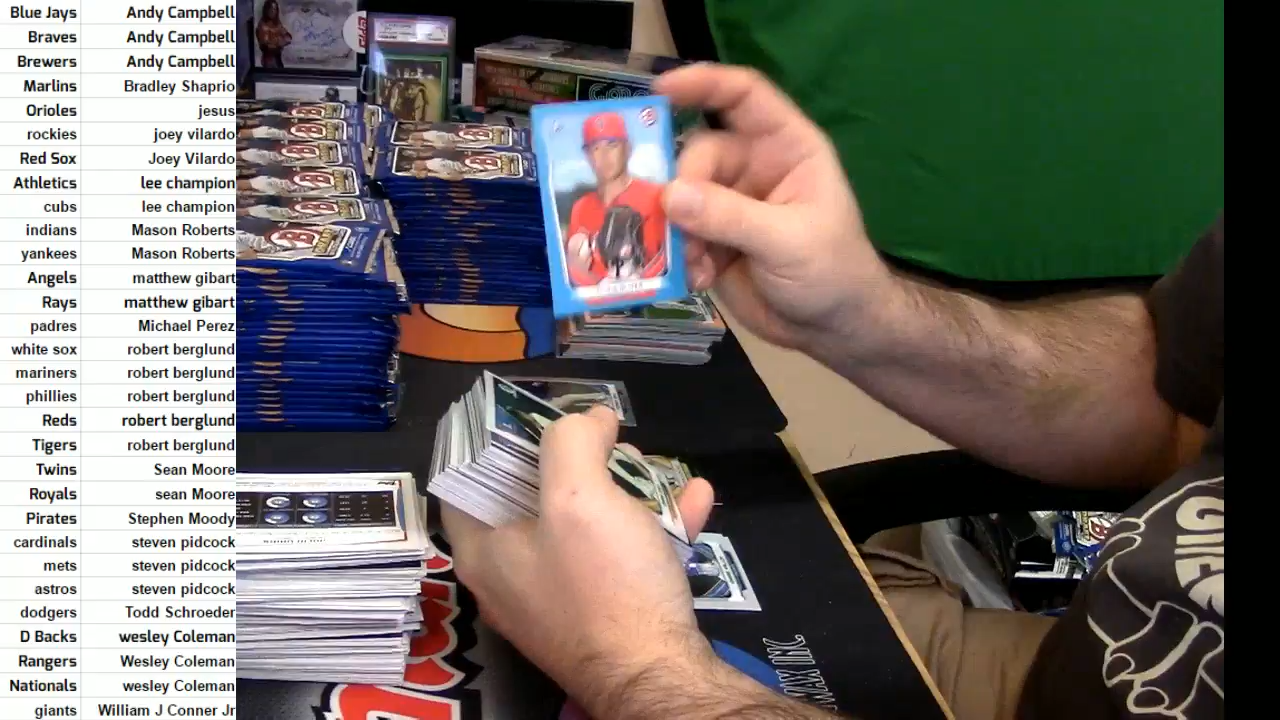 Blue Jays Andy Campbell
Braves Andy Campbell
Brewers Andy Campbell
Marlins Bradley Shaprio
Orioles jesus
rockies joey vilardo
Red Sox Joey Vilardo
Athletics lee champion
cubs lee champion
indians Mason Roberts
yankees Mason Roberts
Angels matthew gibart
Rays matthew gibart
padres Michael Perez
white sox robert berglund
mariners robert berglund
phillies robert berglund
Reds robert berglund
Tigers robert berglund
Twins Sean Moore
Royals sean Moore
Pirates Stephen Moody
cardinals steven pidcock
mets steven pidcock
astros steven pidcock
dodgers Todd Schroeder
D Backs wesley Coleman
Rangers Wesley Coleman
Nationals wesley Coleman
giants William J Conner Jr
B
MAX INC